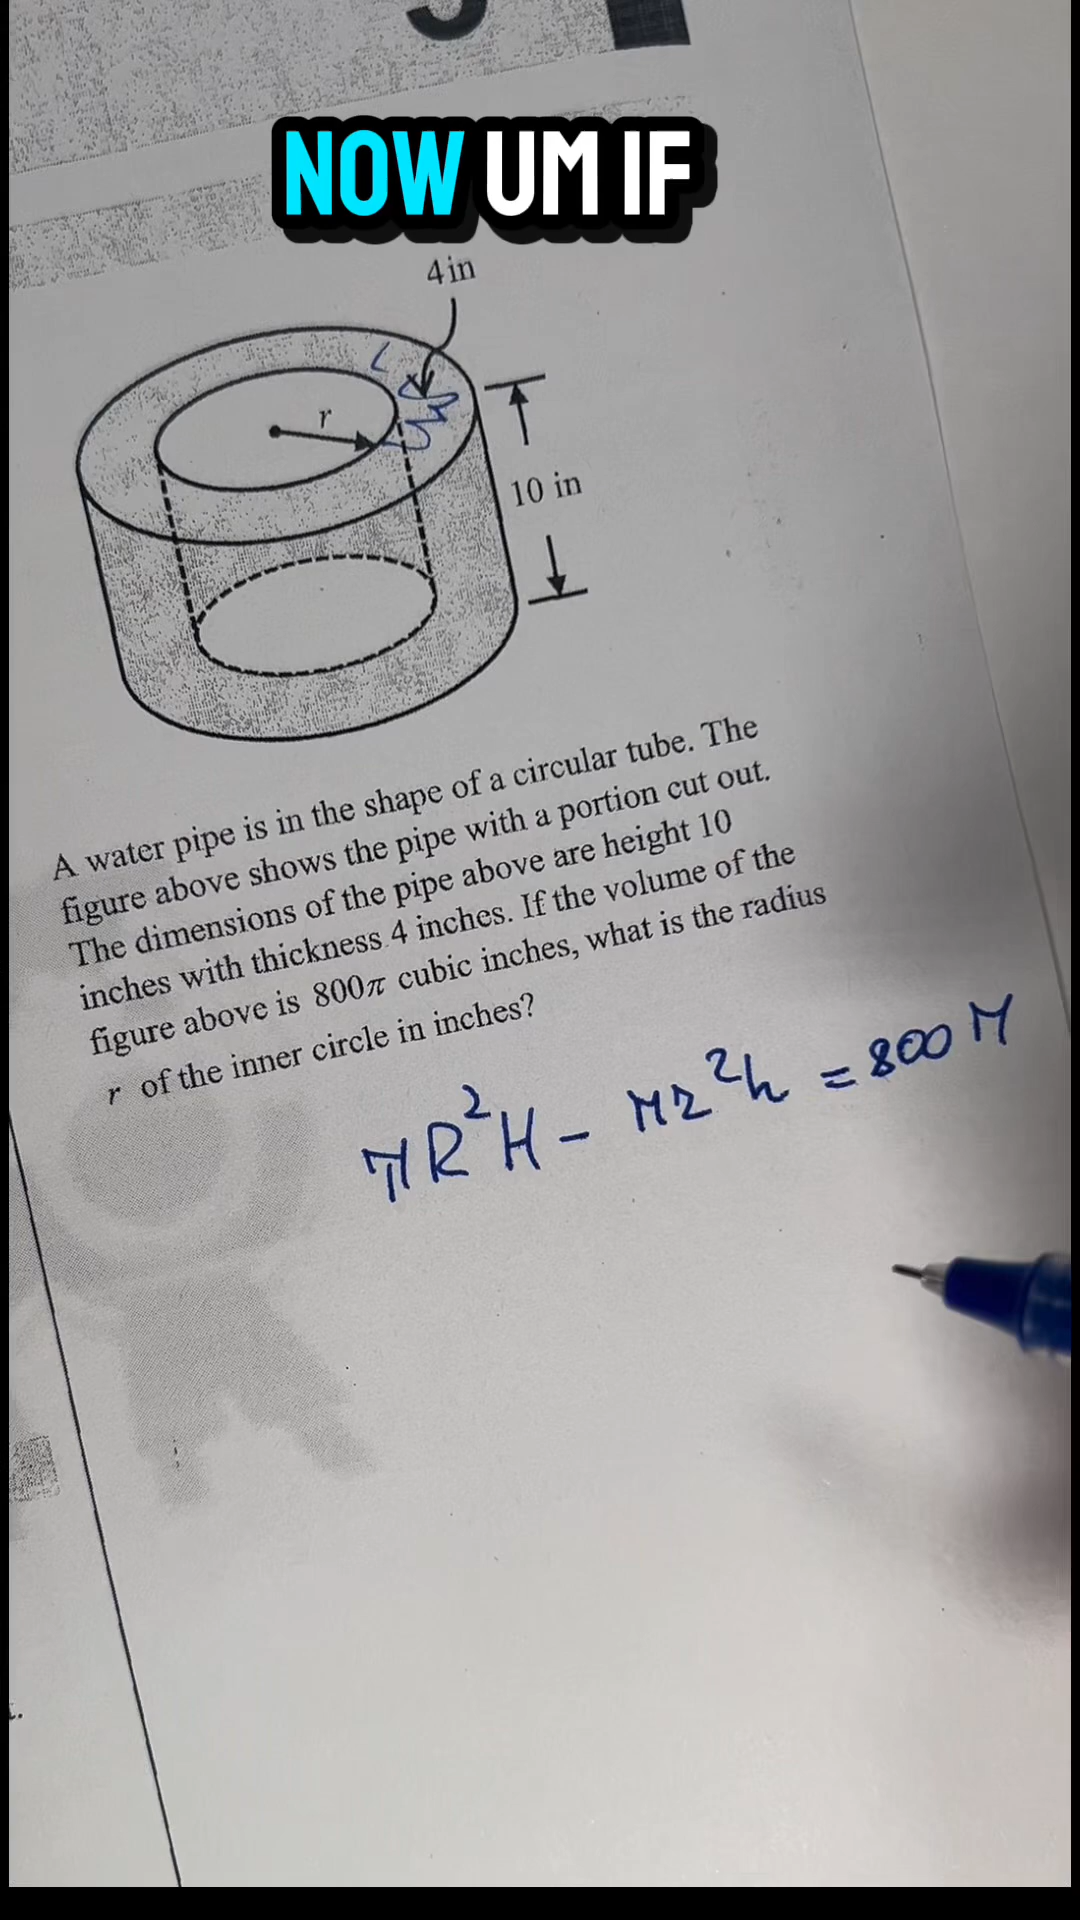 NOW UM IF
4in
r
10 in
A water pipe is in the shape of a circular tube. The
figure above shows the pipe with a portion cut out.
The dimensions of the pipe above are height 10
inches with thickness 4 inches. If the volume of the
figure above is 800π cubic inches, what is the radius
r of the inner circle in inches?
πR²H - πr²h = 800π